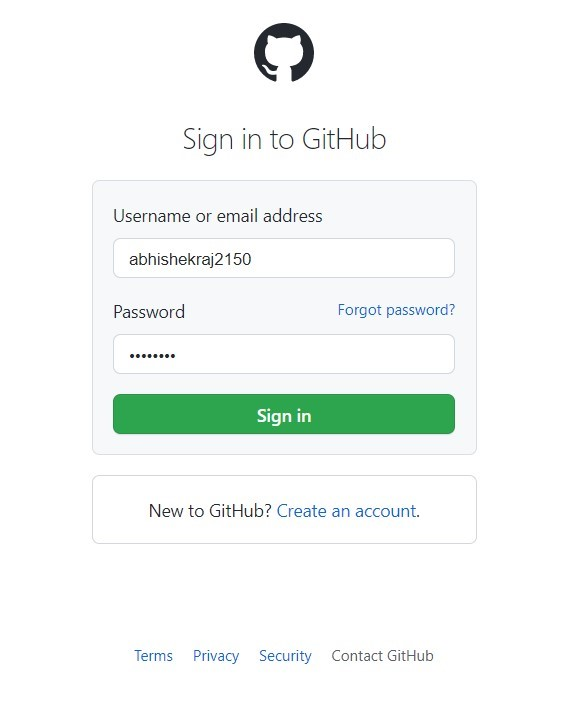 Sign in to GitHub
Username or email address
abhishekraj2150
Password Forgot password?
••••••••
Sign in
New to GitHub? Create an account.
Terms Privacy Security Contact GitHub